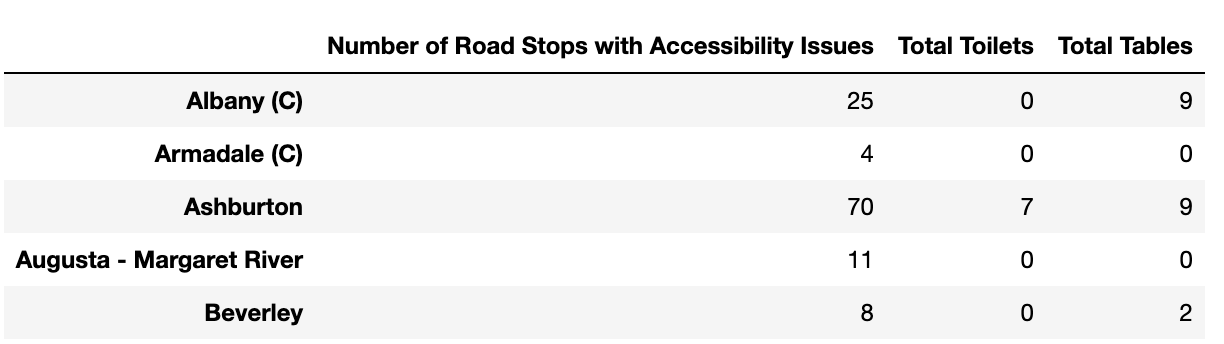 Number of Road Stops with Accessibility Issues Total Toilets Total Tables
Albany (C) 25 0 9
Armadale (C) 4 0 0
Ashburton 70 7 9
Augusta - Margaret River 11 0 0
Beverley 8 0 2